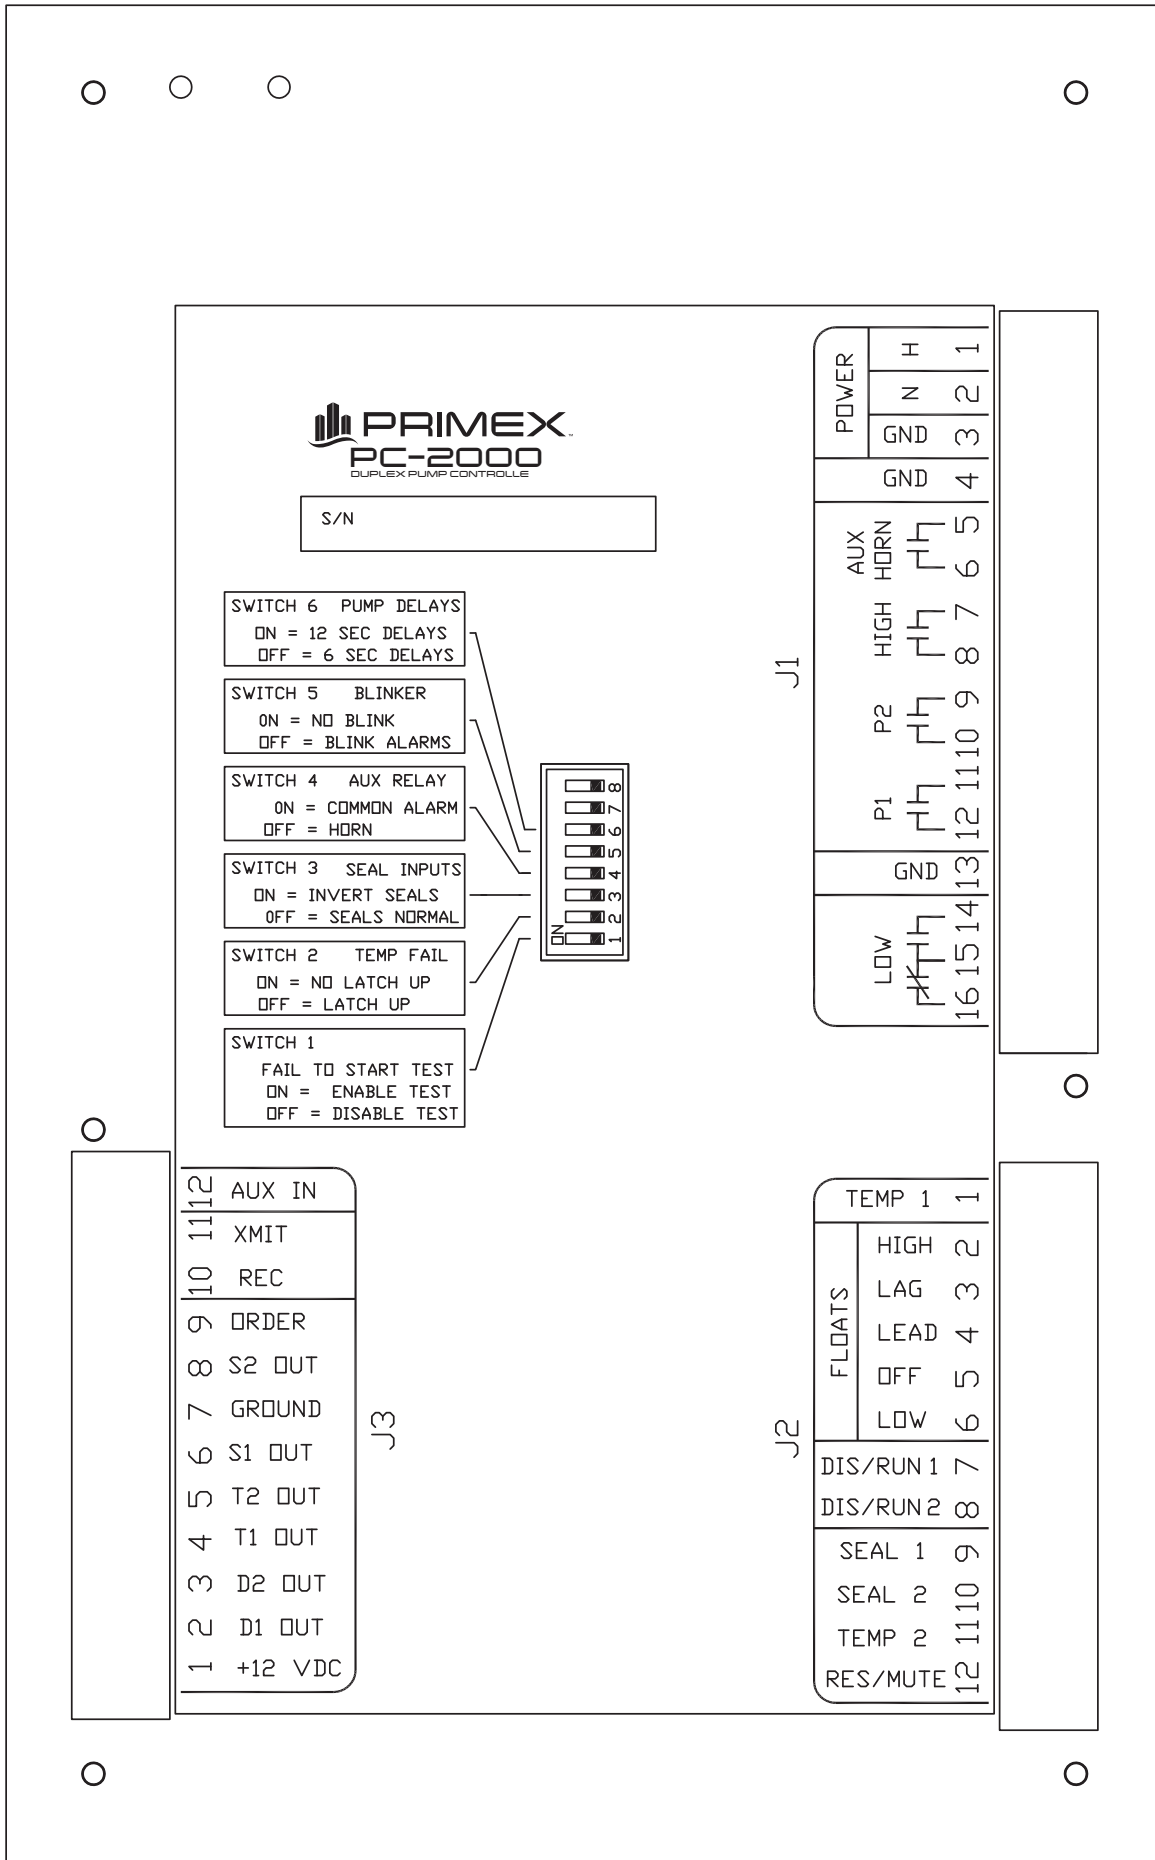 PRIMEX™
PC-2000
DUPLEX PUMP CONTROLLE
S/N
SWITCH 6 PUMP DELAYS
ON = 12 SEC DELAYS
OFF = 6 SEC DELAYS
SWITCH 5 BLINKER
ON = NO BLINK
OFF = BLINK ALARMS
SWITCH 4 AUX RELAY
ON = COMMON ALARM
OFF = HORN
SWITCH 3 SEAL INPUTS
ON = INVERT SEALS
OFF = SEALS NORMAL
SWITCH 2 TEMP FAIL
ON = NO LATCH UP
OFF = LATCH UP
SWITCH 1
FAIL TO START TEST
ON = ENABLE TEST
OFF = DISABLE TEST
8
7
6
5
4
3
2
1
ON
J1
POWER
H 1
N 2
GND 3
GND 4
AUX
HORN
5
6
HIGH
7
8
P2
9
10
P1
11
12
GND 13
LOW
14
15
16
J3
12 AUX IN
11 XMIT
10 REC
9 ORDER
8 S2 OUT
7 GROUND
6 S1 OUT
5 T2 OUT
4 T1 OUT
3 D2 OUT
2 D1 OUT
1 +12 VDC
J2
TEMP 1 1
FLOATS
HIGH 2
LAG 3
LEAD 4
OFF 5
LOW 6
DIS/RUN 1 7
DIS/RUN 2 8
SEAL 1 9
SEAL 2 10
TEMP 2 11
RES/MUTE 12